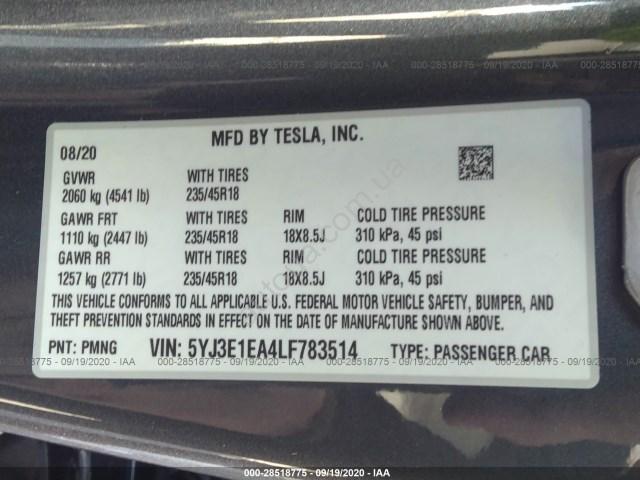 MFD BY TESLA, INC.
08/20
GVWR WITH TIRES
2060 kg (4541 lb) 235/45R18
GAWR FRT WITH TIRES RIM COLD TIRE PRESSURE
1110 kg (2447 lb) 235/45R18 18X8.5J 310 kPa, 45 psi
GAWR RR WITH TIRES RIM COLD TIRE PRESSURE
1257 kg (2771 lb) 235/45R18 18X8.5J 310 kPa, 45 psi
THIS VEHICLE CONFORMS TO ALL APPLICABLE U.S. FEDERAL MOTOR VEHICLE SAFETY, BUMPER, AND
THEFT PREVENTION STANDARDS IN EFFECT ON THE DATE OF MANUFACTURE SHOWN ABOVE.
PNT: PMNG VIN: 5YJ3E1EA4LF783514 TYPE: PASSENGER CAR
000-28518775 - 09/19/2020 - IAA